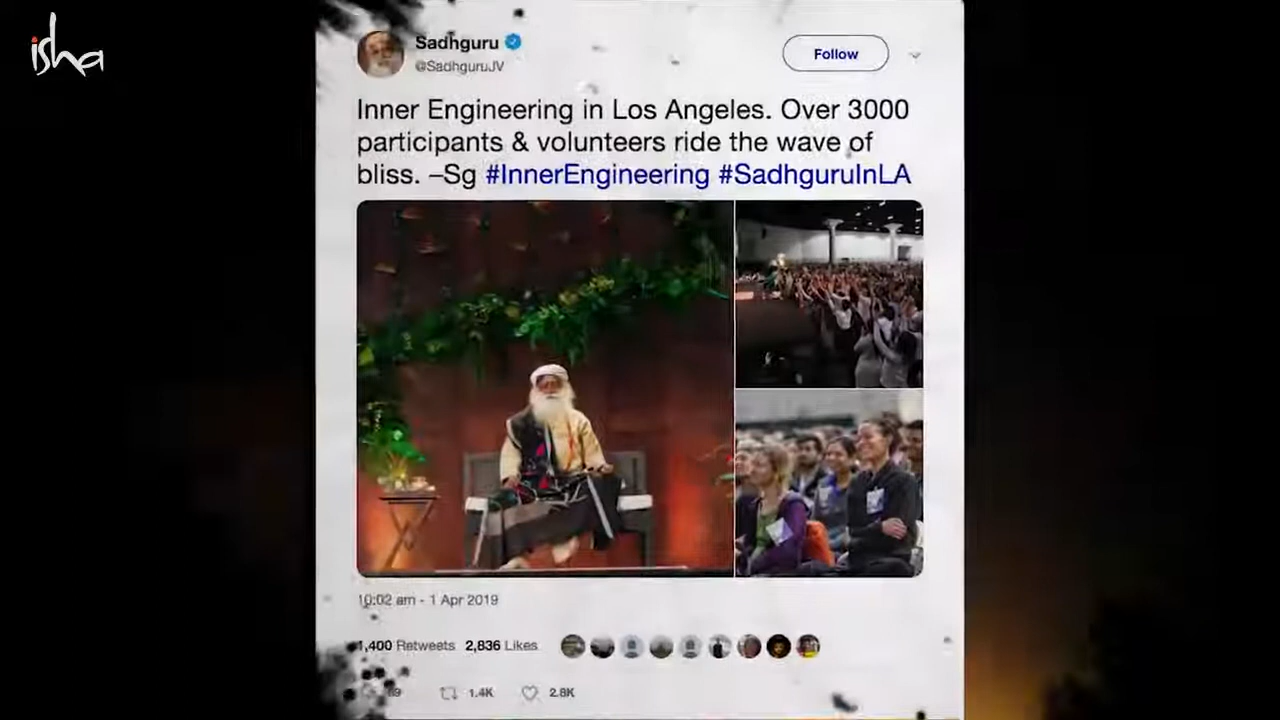 isha
Sadhguru
@SadhguruJV
Follow
Inner Engineering in Los Angeles. Over 3000
participants & volunteers ride the wave of
bliss. –Sg #InnerEngineering #SadhguruInLA
10:02 am - 1 Apr 2019
1,400 Retweets 2,836 Likes
1.4K 2.8K